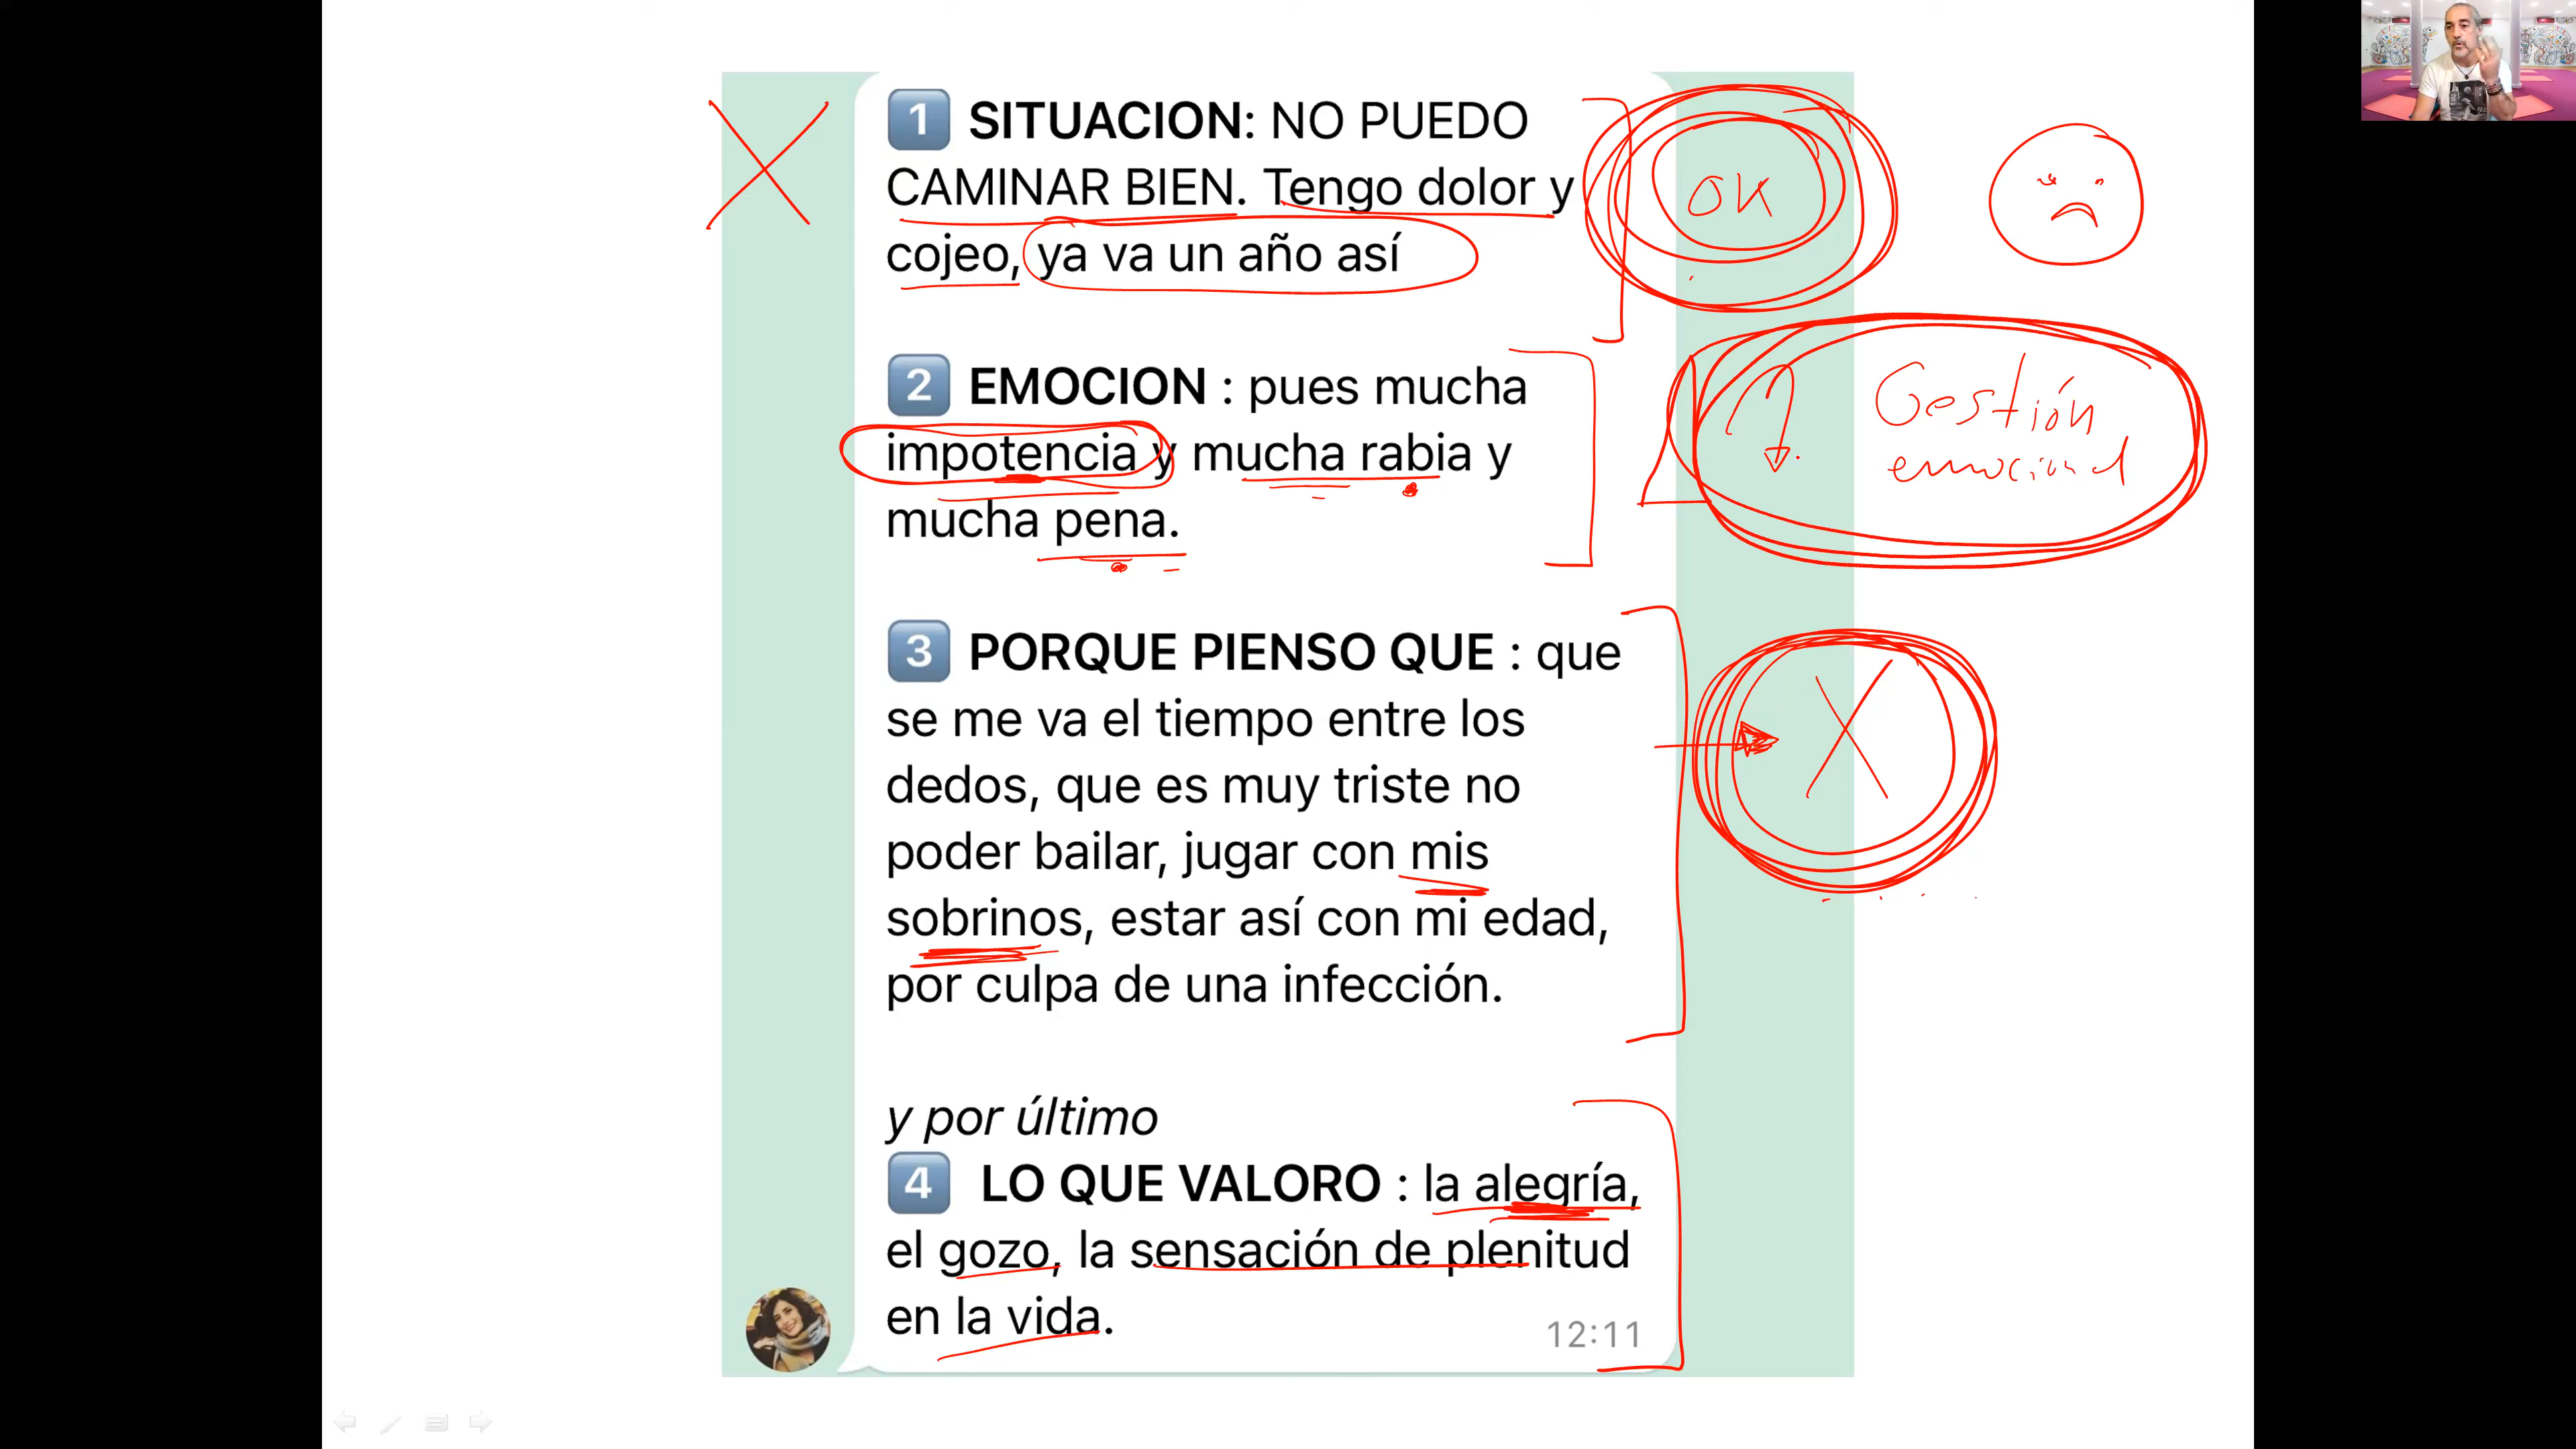 1 SITUACION: NO PUEDO
CAMINAR BIEN. Tengo dolor y
cojeo, ya va un año así
OK
2 EMOCION : pues mucha
impotencia y mucha rabia y
mucha pena.
Gestión
emocional
3 PORQUE PIENSO QUE : que
se me va el tiempo entre los
dedos, que es muy triste no
poder bailar, jugar con mis
sobrinos, estar así con mi edad,
por culpa de una infección.
y por último
4 LO QUE VALORO : la alegría,
el gozo, la sensación de plenitud
en la vida.
12:11